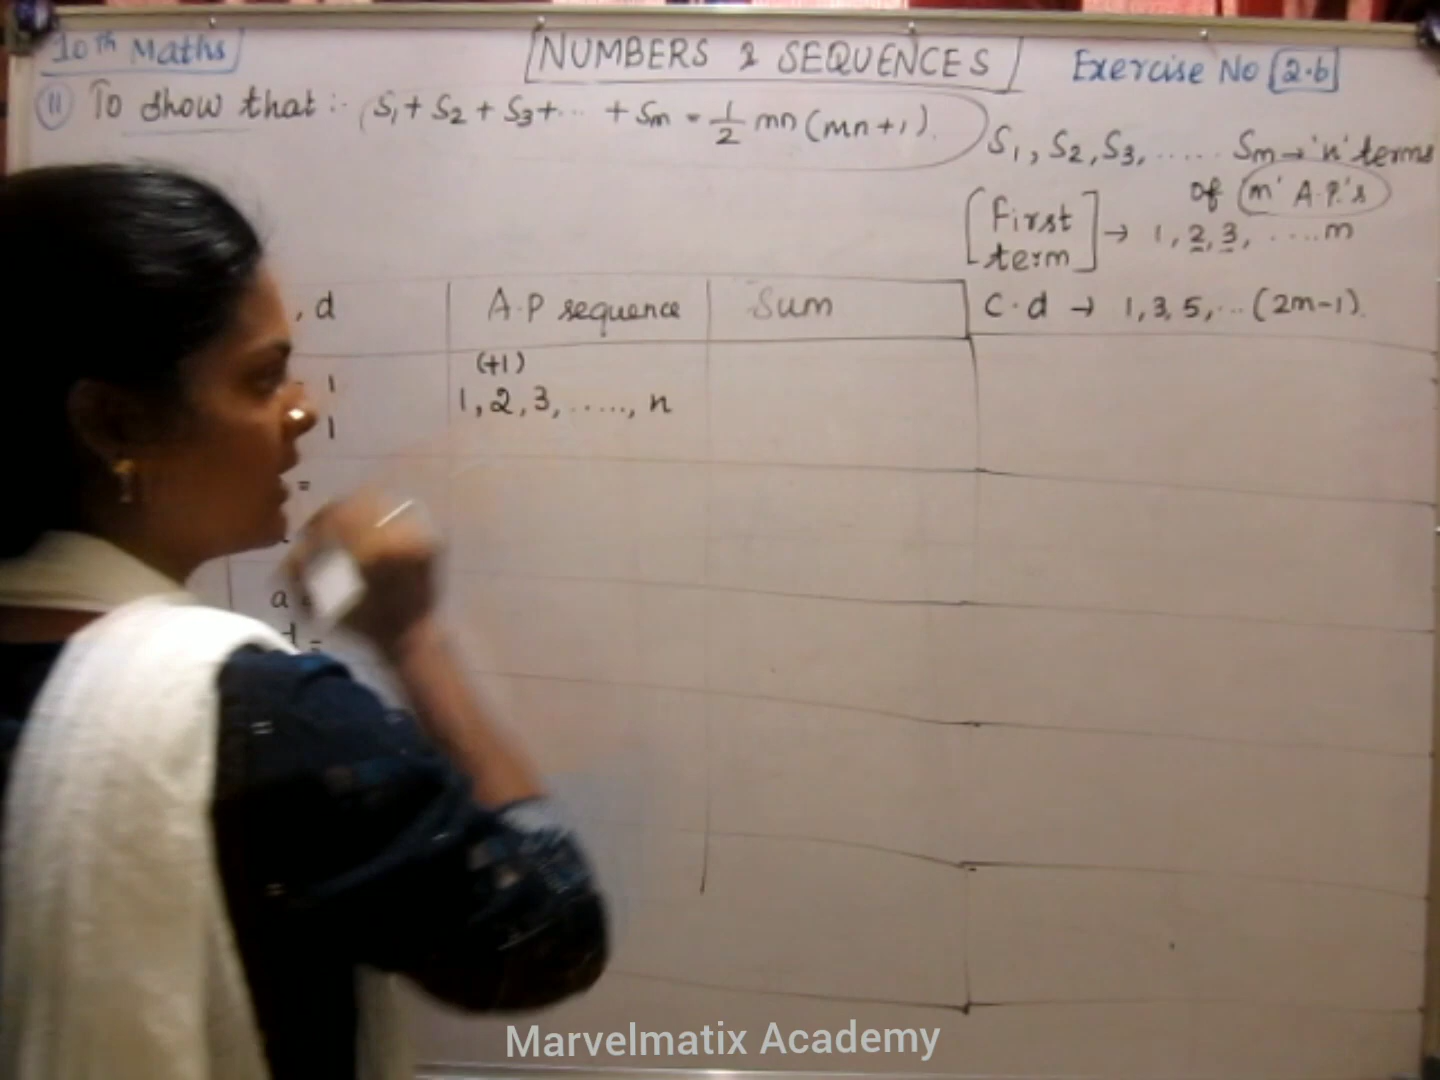 10th Maths
NUMBERS & SEQUENCES
Exercise No 2.6
11 To show that :- S₁ + S₂ + S₃ + ... + Sm = 1/2 mn (mn + 1).
S₁, S₂, S₃, ...... Sm → 'n' terms
of 'm' A.P.'s
[First term] → 1, 2, 3, .....m
C.d → 1, 3, 5, ... (2m-1).
, d
A.P sequence
Sum
(+1)
1
1, 2, 3, ....., n
1
=
a =
d =
Marvelmatix Academy